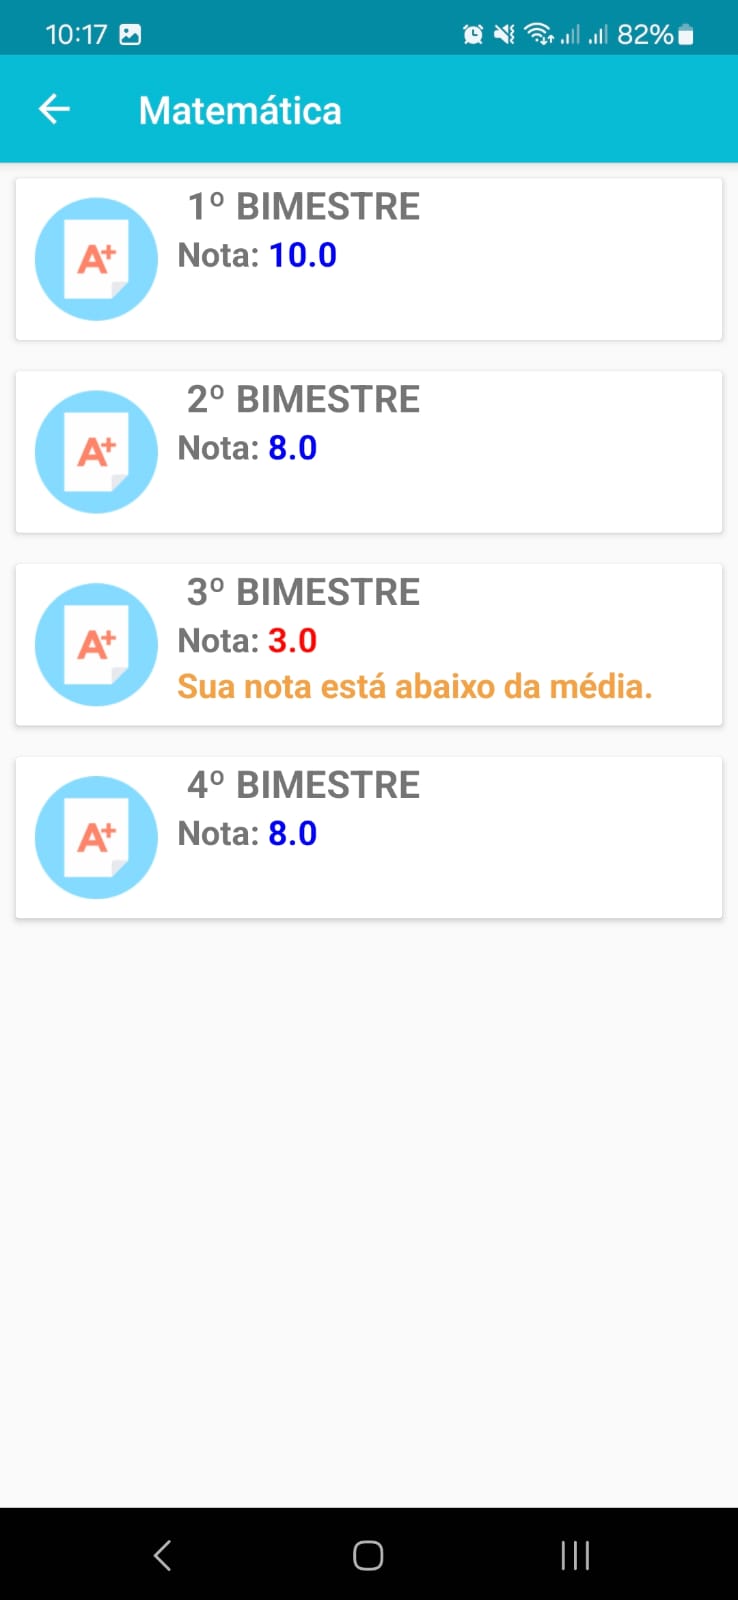 10:17 82%
Matemática
1º BIMESTRE
A+ Nota: 10.0
2º BIMESTRE
A+ Nota: 8.0
3º BIMESTRE
A+ Nota: 3.0
Sua nota está abaixo da média.
4º BIMESTRE
A+ Nota: 8.0